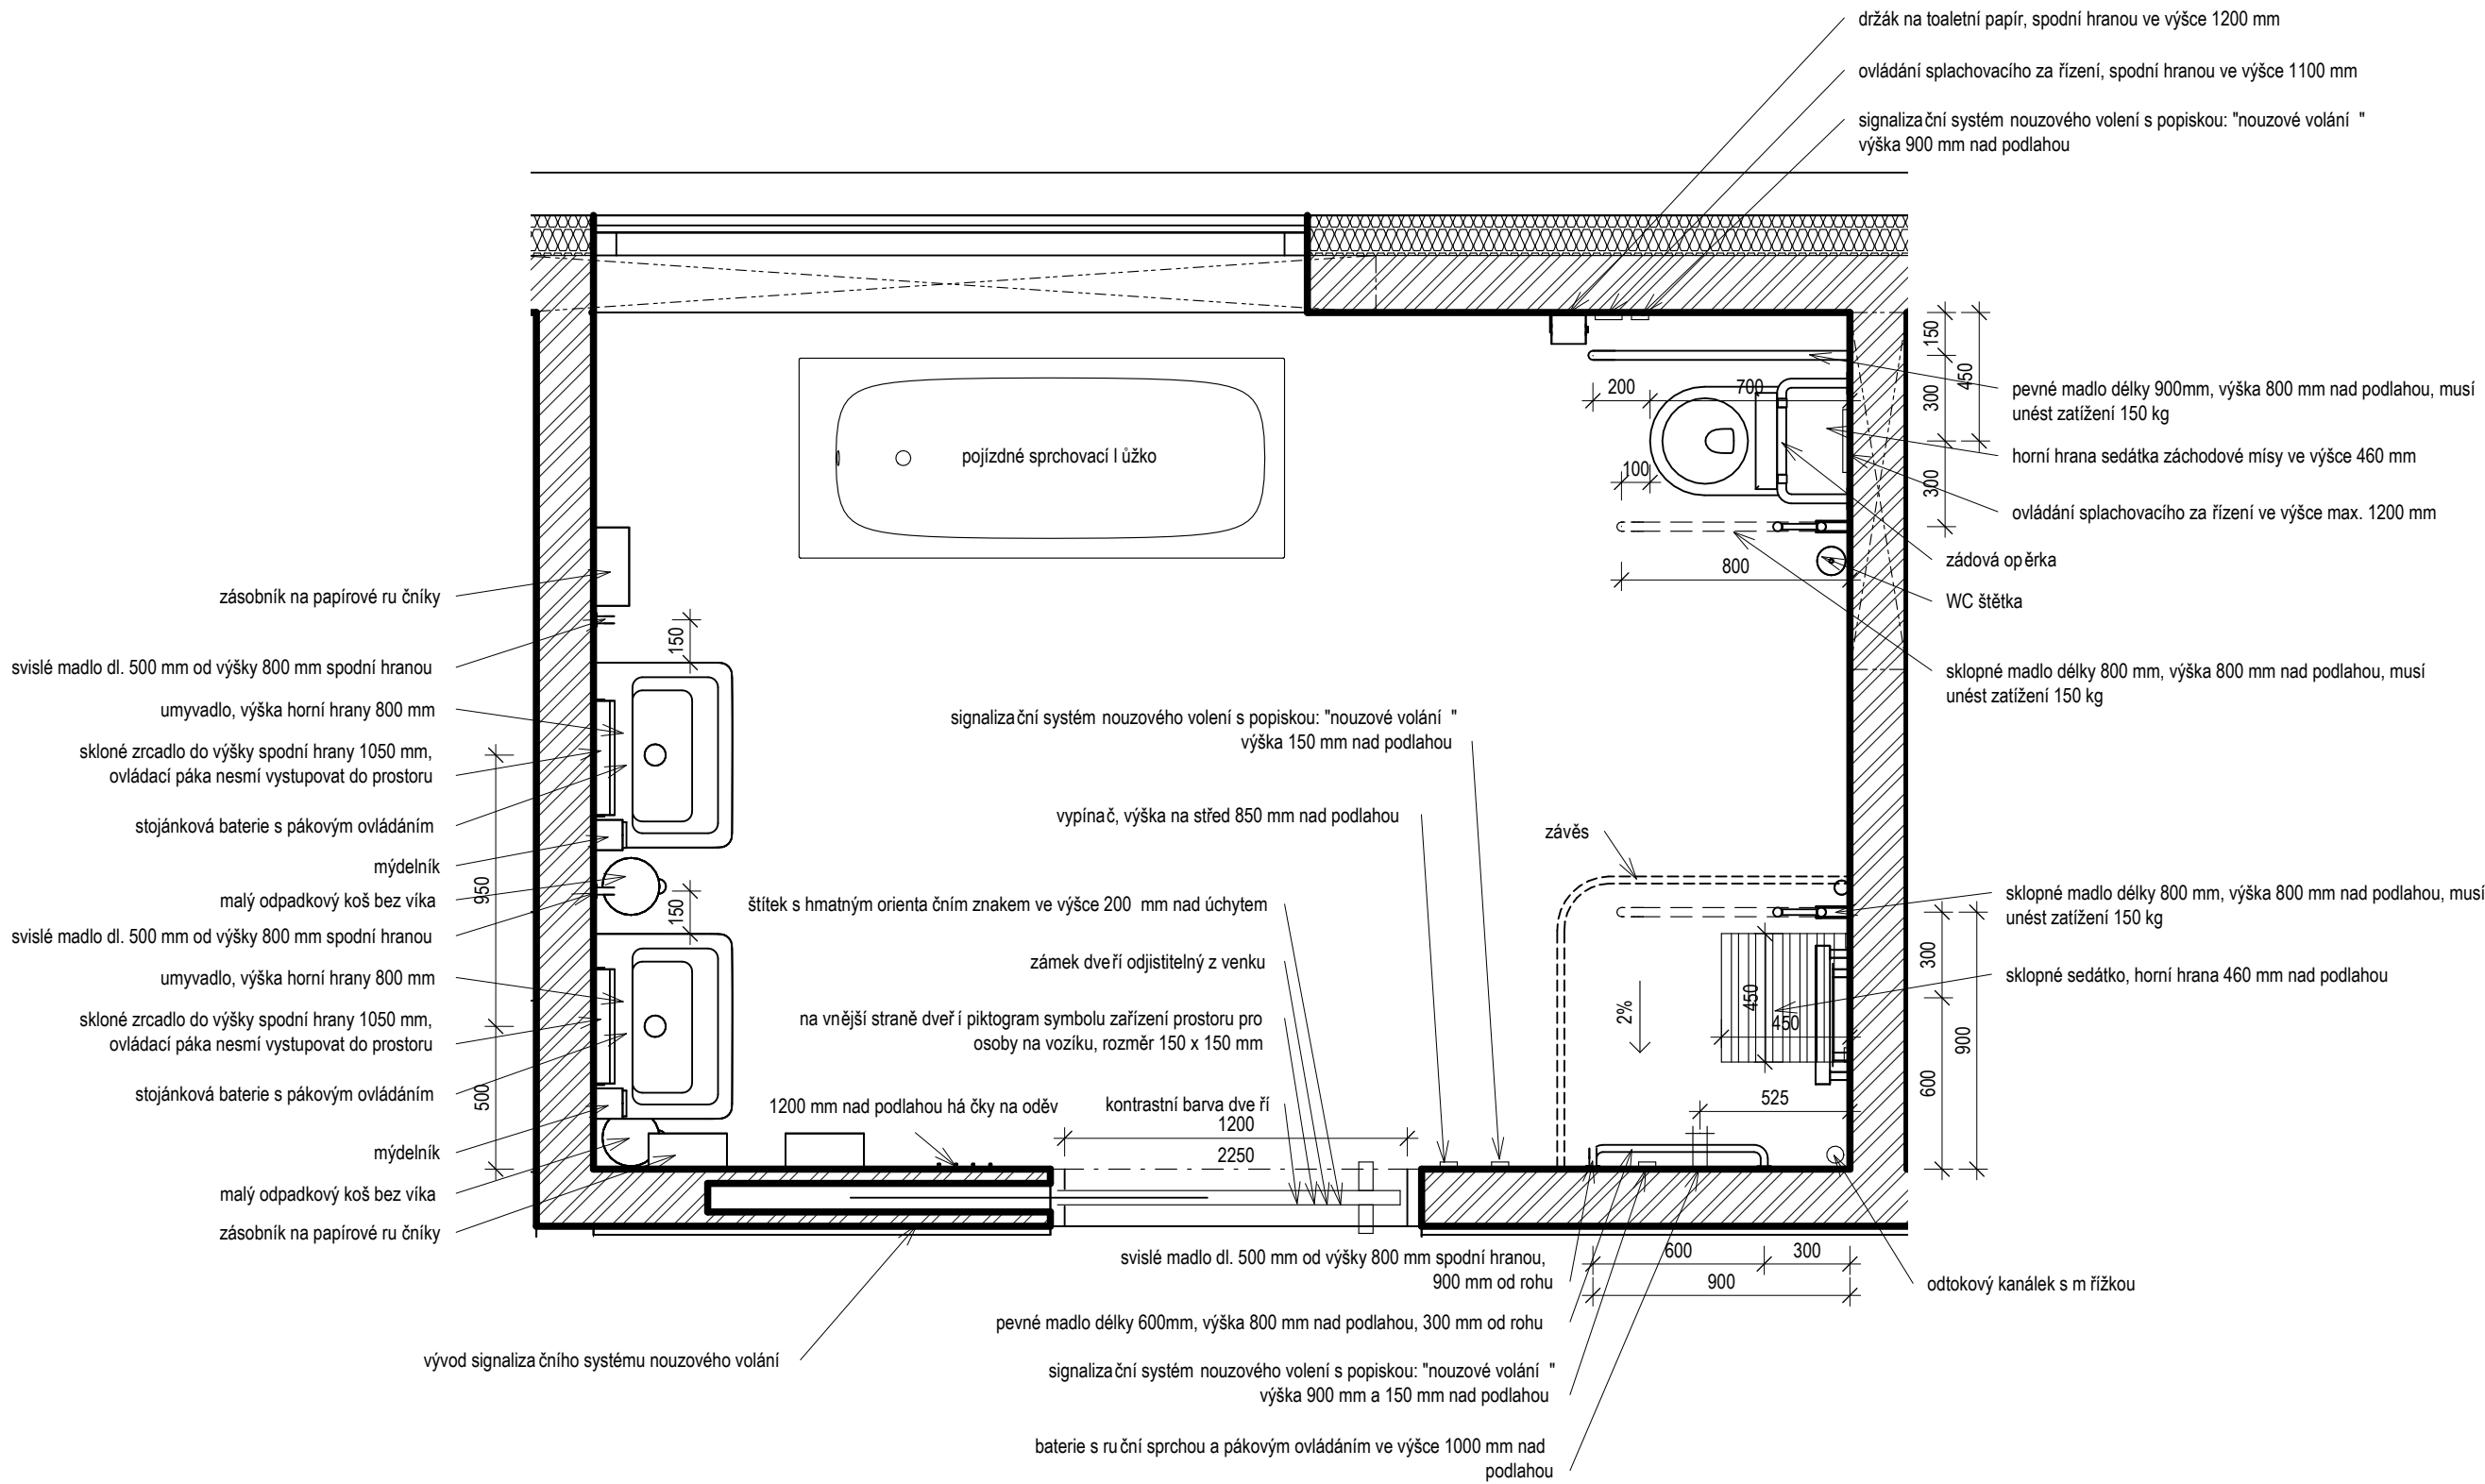 držák na toaletní papír, spodní hranou ve výšce 1200 mm
ovládání splachovacího za řízení, spodní hranou ve výšce 1100 mm
signaliza ční systém nouzového volení s popiskou: "nouzové volání "
výška 900 mm nad podlahou
150
450
300
300
200
700
100
800
pevné madlo délky 900mm, výška 800 mm nad podlahou, musí
unést zatížení 150 kg
horní hrana sedátka záchodové mísy ve výšce 460 mm
ovládání splachovacího za řízení ve výšce max. 1200 mm
zádová op ěrka
WC štětka
sklopné madlo délky 800 mm, výška 800 mm nad podlahou, musí
unést zatížení 150 kg
pojízdné sprchovací l ůžko
zásobník na papírové ru čníky
svislé madlo dl. 500 mm od výšky 800 mm spodní hranou
150
umyvadlo, výška horní hrany 800 mm
skloné zrcadlo do výšky spodní hrany 1050 mm,
ovládací páka nesmí vystupovat do prostoru
stojánková baterie s pákovým ovládáním
mýdelník
malý odpadkový koš bez víka
950
svislé madlo dl. 500 mm od výšky 800 mm spodní hranou
150
umyvadlo, výška horní hrany 800 mm
skloné zrcadlo do výšky spodní hrany 1050 mm,
ovládací páka nesmí vystupovat do prostoru
stojánková baterie s pákovým ovládáním
500
mýdelník
malý odpadkový koš bez víka
zásobník na papírové ru čníky
signaliza ční systém nouzového volení s popiskou: "nouzové volání "
výška 150 mm nad podlahou
vypínač, výška na střed 850 mm nad podlahou
závěs
štítek s hmatným orienta čním znakem ve výšce 200 mm nad úchytem
zámek dveří odjistitelný z venku
na vnější straně dveř í piktogram symbolu zařízení prostoru pro
osoby na vozíku, rozměr 150 x 150 mm
1200 mm nad podlahou há čky na oděv
kontrastní barva dve ří
1200
2250
sklopné madlo délky 800 mm, výška 800 mm nad podlahou, musí
unést zatížení 150 kg
sklopné sedátko, horní hrana 460 mm nad podlahou
300
600
900
2%
450
450
525
600
300
900
odtokový kanálek s m řížkou
svislé madlo dl. 500 mm od výšky 800 mm spodní hranou,
900 mm od rohu
pevné madlo délky 600mm, výška 800 mm nad podlahou, 300 mm od rohu
vývod signaliza čního systému nouzového volání
signaliza ční systém nouzového volení s popiskou: "nouzové volání "
výška 900 mm a 150 mm nad podlahou
baterie s ru ční sprchou a pákovým ovládáním ve výšce 1000 mm nad
podlahou